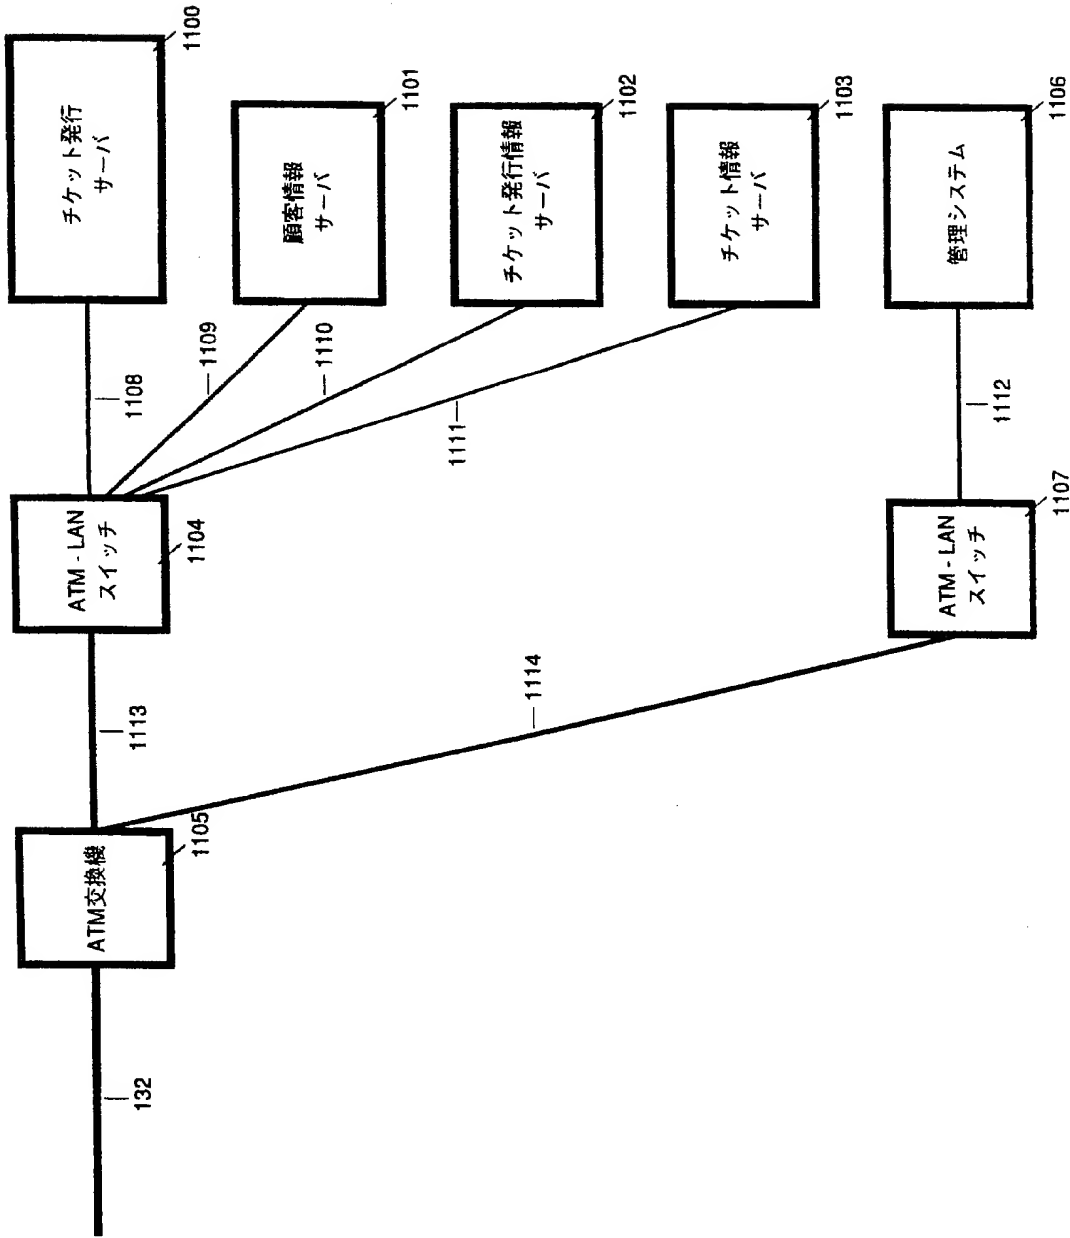 チケット発行
サーバ
1100
顧客情報
サーバ
1101
チケット発行情報
サーバ
1102
チケット情報
サーバ
1103
管理システム
1106
1108
1109
1110
1111
1112
ATM-LAN
スイッチ
1104
ATM-LAN
スイッチ
1107
1113
1114
ATM交換機
1105
132